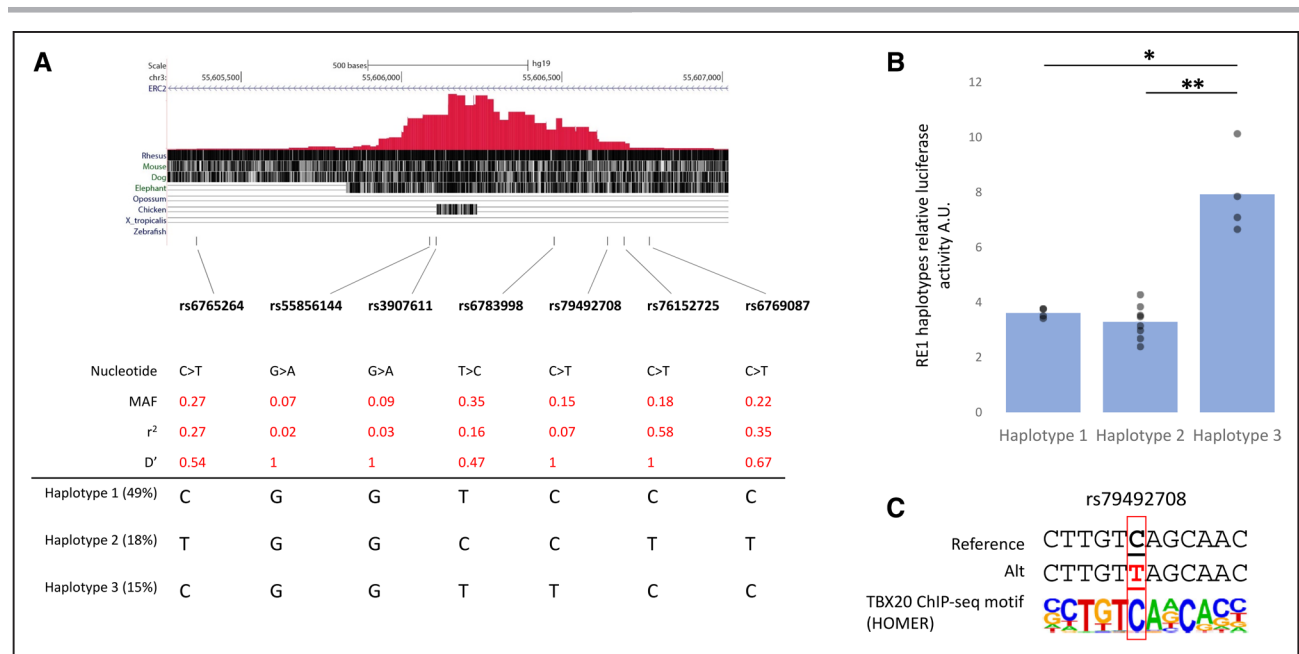 A
Scale
500 bases
hg19
chr3:
55,605,500
55,606,000
55,606,500
55,607,000
ERC2
Rhesus
Mouse
Dog
Elephant
Opossum
Chicken
X_tropicalis
Zebrafish
rs6765264 rs55856144 rs3907611 rs6783998 rs79492708 rs76152725 rs6769087
Nucleotide C>T G>A G>A T>C C>T C>T C>T
MAF 0.27 0.07 0.09 0.35 0.15 0.18 0.22
r² 0.27 0.02 0.03 0.16 0.07 0.58 0.35
D′ 0.54 1 1 0.47 1 1 0.67
Haplotype 1 (49%) C G G T C C C
Haplotype 2 (18%) T G G C C T T
Haplotype 3 (15%) C G G T T C C
B
*
**
RE1 haplotypes relative luciferase
activity A.U.
12
10
8
6
4
2
0
Haplotype 1 Haplotype 2 Haplotype 3
C
rs79492708
Reference CTTGTCAGCAAC
Alt CTTGTTAGCAAC
TBX20 ChIP-seq motif
(HOMER)